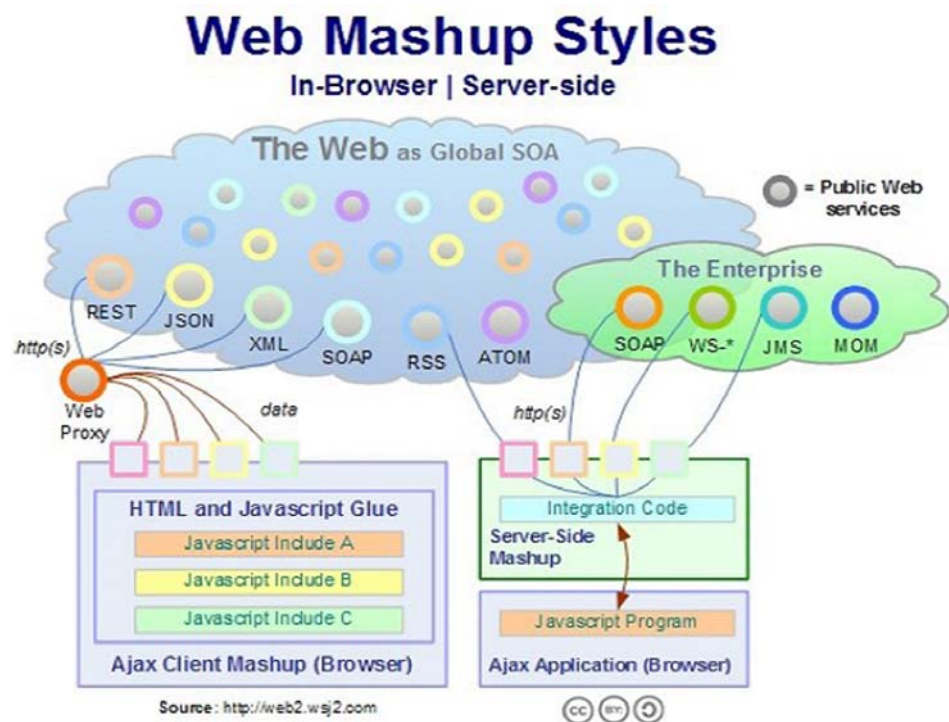 Web Mashup Styles
In-Browser | Server-side
The Web as Global SOA
= Public Web
services
The Enterprise
REST
JSON
XML
SOAP
RSS
ATOM
SOAP
WS-*
JMS
MOM
http(s)
Web
Proxy
data
http(s)
HTML and Javascript Glue
Javascript Include A
Javascript Include B
Javascript Include C
Ajax Client Mashup (Browser)
Integration Code
Server-Side
Mashup
Javascript Program
Ajax Application (Browser)
Source: http://web2.wsj2.com
cc BY: